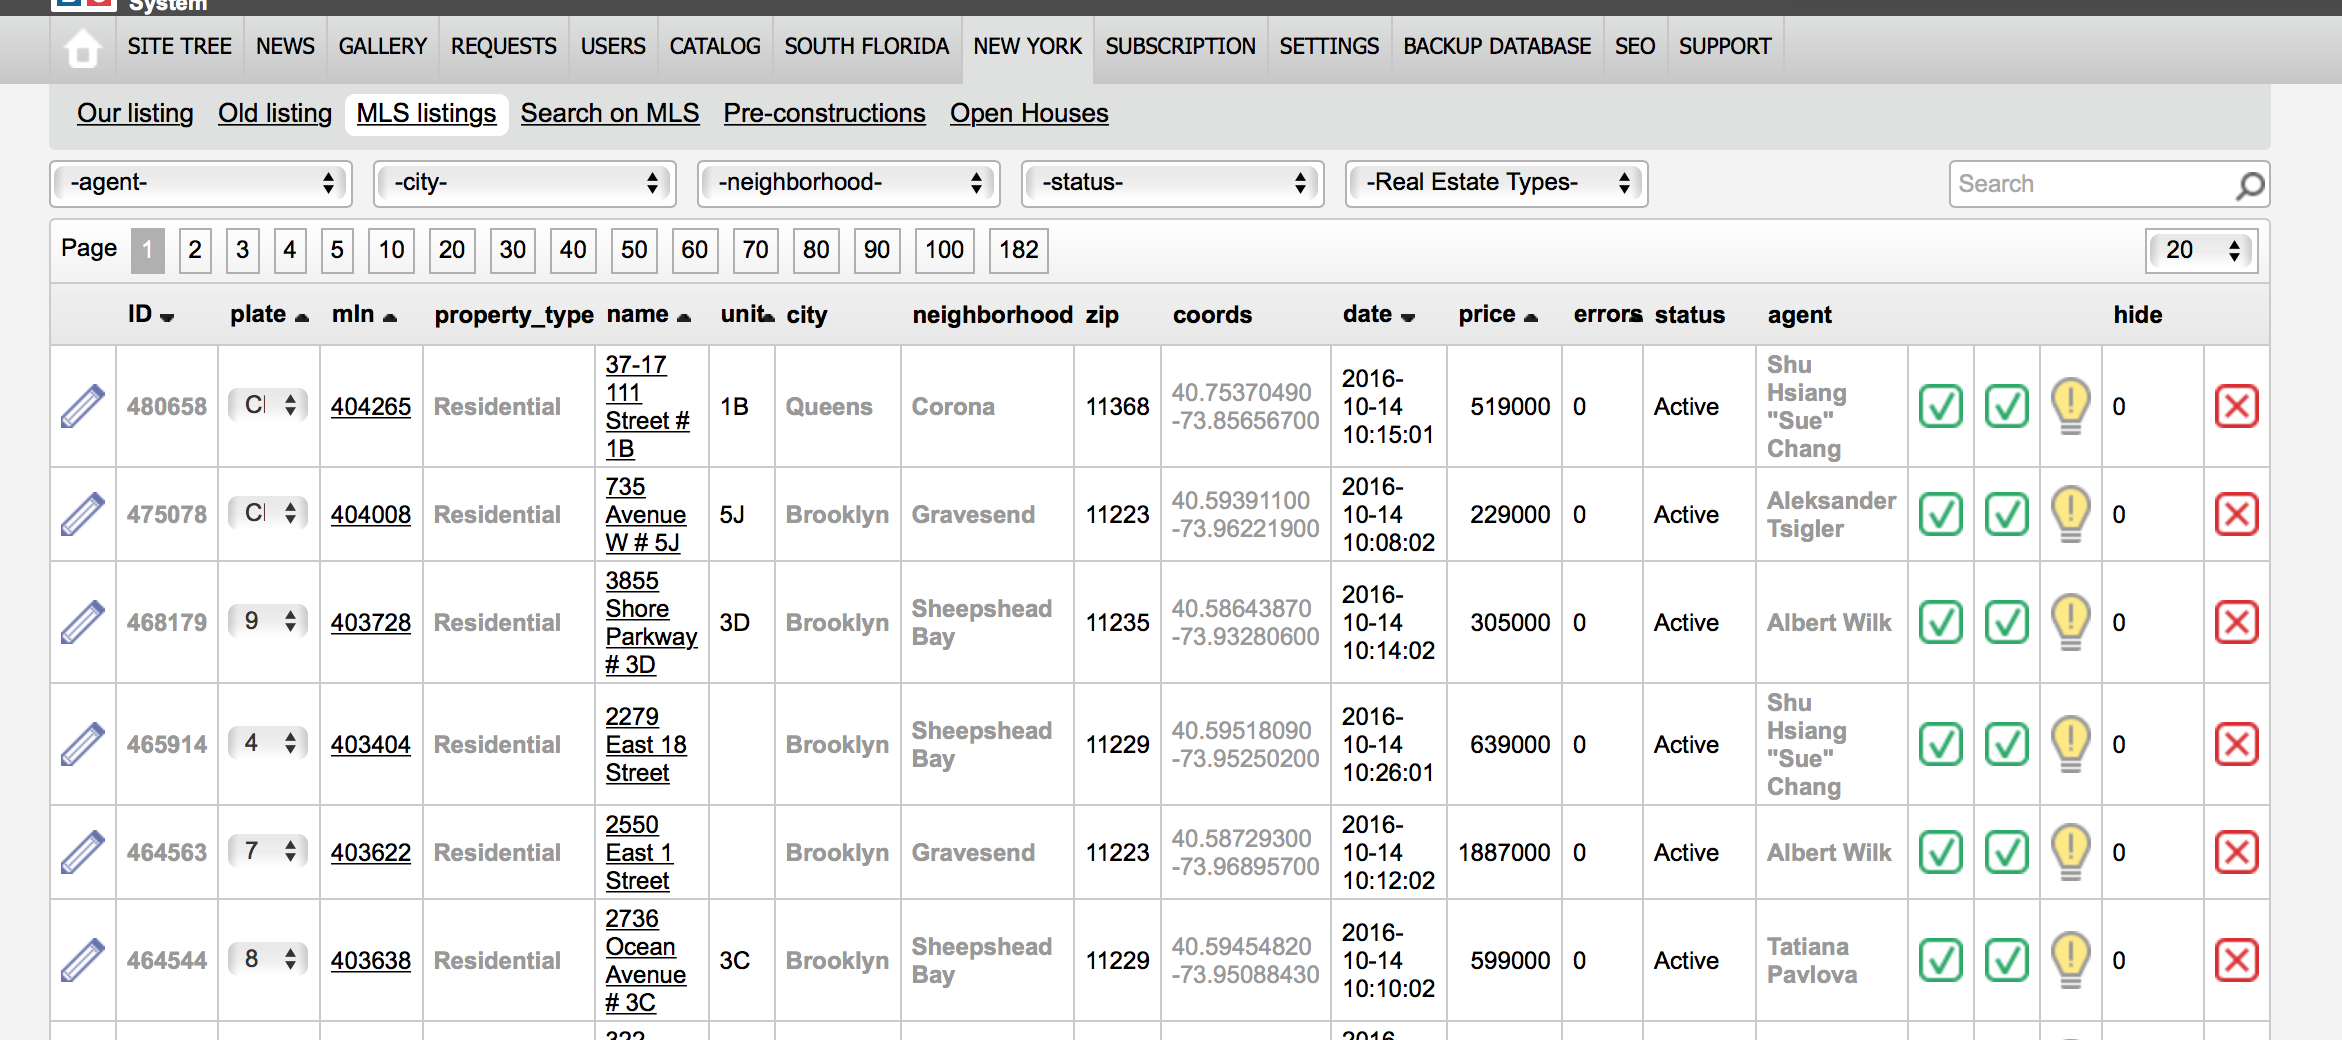 System
SITE TREE NEWS GALLERY REQUESTS USERS CATALOG SOUTH FLORIDA NEW YORK SUBSCRIPTION SETTINGS BACKUP DATABASE SEO SUPPORT
Our listing Old listing MLS listings Search on MLS Pre-constructions Open Houses
-agent- -city- -neighborhood- -status- -Real Estate Types- Search
Page 1 2 3 4 5 10 20 30 40 50 60 70 80 90 100 182 20
ID plate mln property_type name unit city neighborhood zip coords date price errors status agent hide
37-17
111
Street #
1B
480658 404265 Residential 1B Queens Corona 11368
40.75370490
-73.85656700
2016-
10-14
10:15:01
519000 0 Active
Shu
Hsiang
"Sue"
Chang
0
735
Avenue
W # 5J
475078 404008 Residential 5J Brooklyn Gravesend 11223
40.59391100
-73.96221900
2016-
10-14
10:08:02
229000 0 Active
Aleksander
Tsigler
0
3855
Shore
Parkway
# 3D
468179 9 403728 Residential 3D Brooklyn
Sheepshead
Bay
11235
40.58643870
-73.93280600
2016-
10-14
10:14:02
305000 0 Active Albert Wilk 0
2279
East 18
Street
465914 4 403404 Residential Brooklyn
Sheepshead
Bay
11229
40.59518090
-73.95250200
2016-
10-14
10:26:01
639000 0 Active
Shu
Hsiang
"Sue"
Chang
0
2550
East 1
Street
464563 7 403622 Residential Brooklyn Gravesend 11223
40.58729300
-73.96895700
2016-
10-14
10:12:02
1887000 0 Active Albert Wilk 0
2736
Ocean
Avenue
# 3C
464544 8 403638 Residential 3C Brooklyn
Sheepshead
Bay
11229
40.59454820
-73.95088430
2016-
10-14
10:10:02
599000 0 Active
Tatiana
Pavlova
0
322 2016-